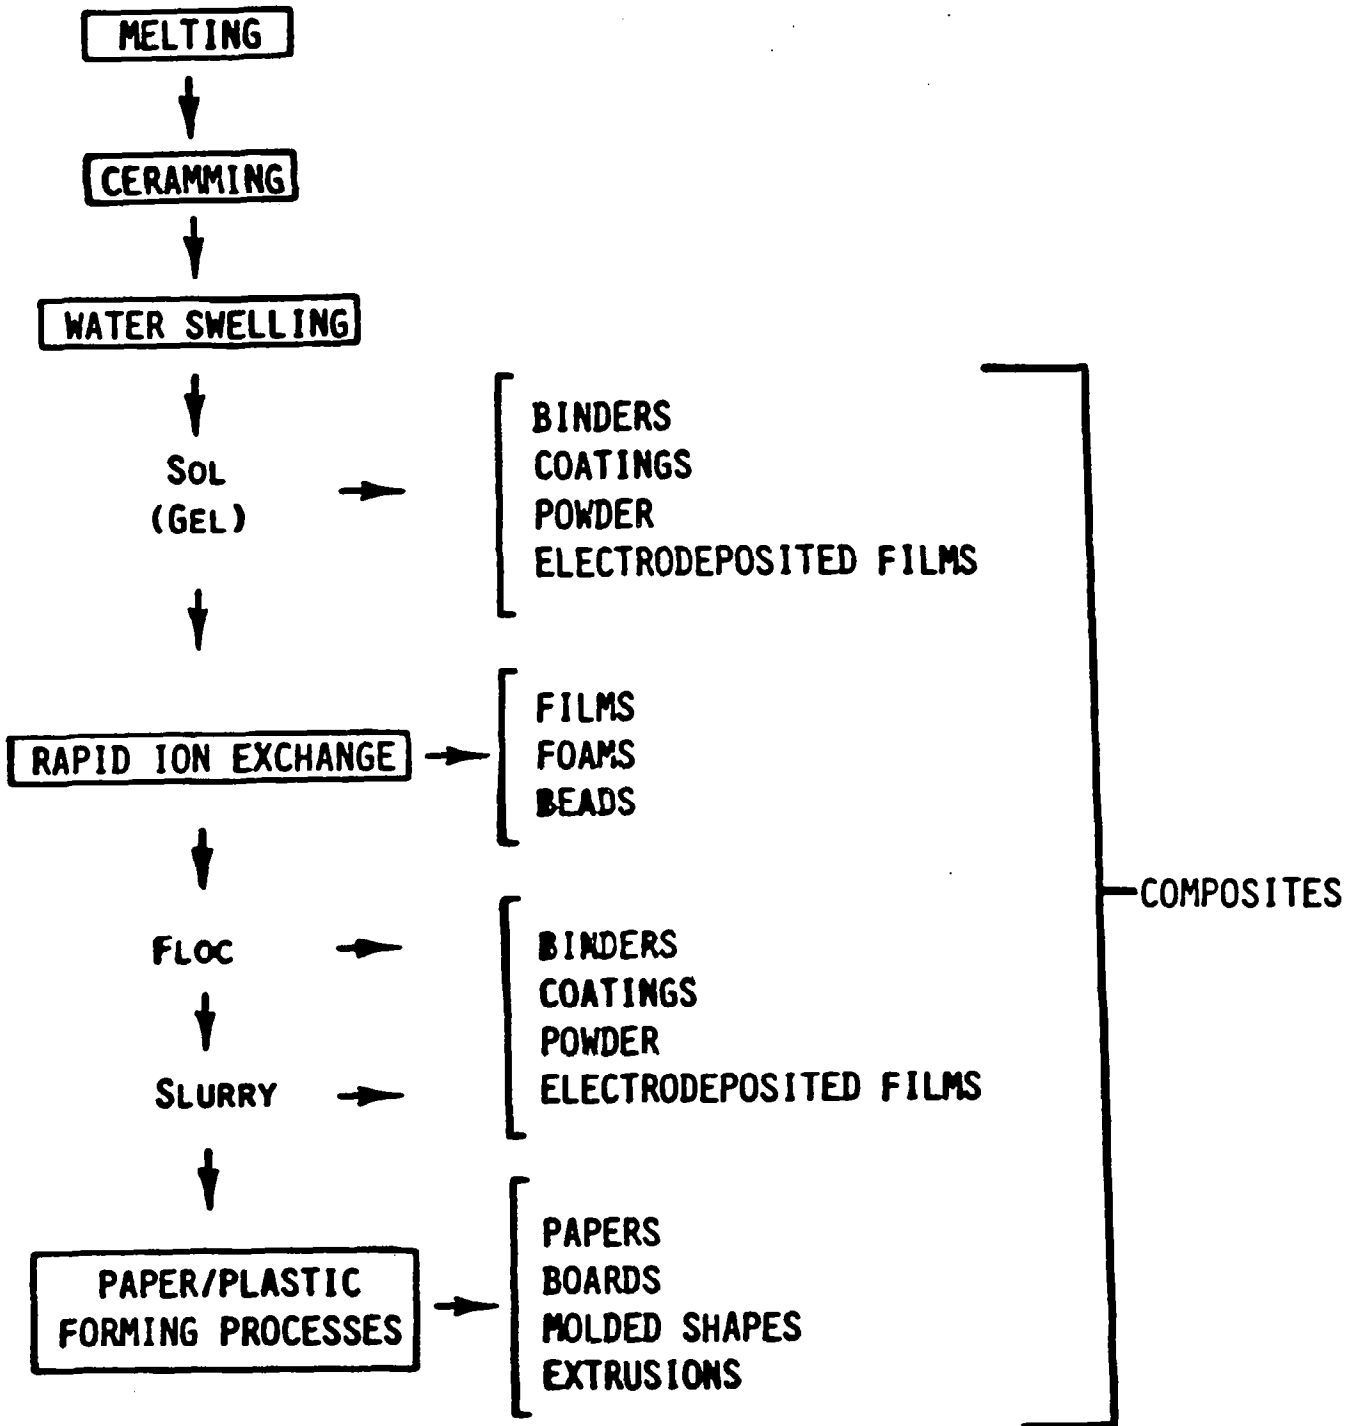 MELTING
CERAMMING
WATER SWELLING
SOL
(GEL)
BINDERS
COATINGS
POWDER
ELECTRODEPOSITED FILMS
RAPID ION EXCHANGE
FILMS
FOAMS
BEADS
FLOC
SLURRY
BINDERS
COATINGS
POWDER
ELECTRODEPOSITED FILMS
PAPER/PLASTIC
FORMING PROCESSES
PAPERS
BOARDS
MOLDED SHAPES
EXTRUSIONS
COMPOSITES